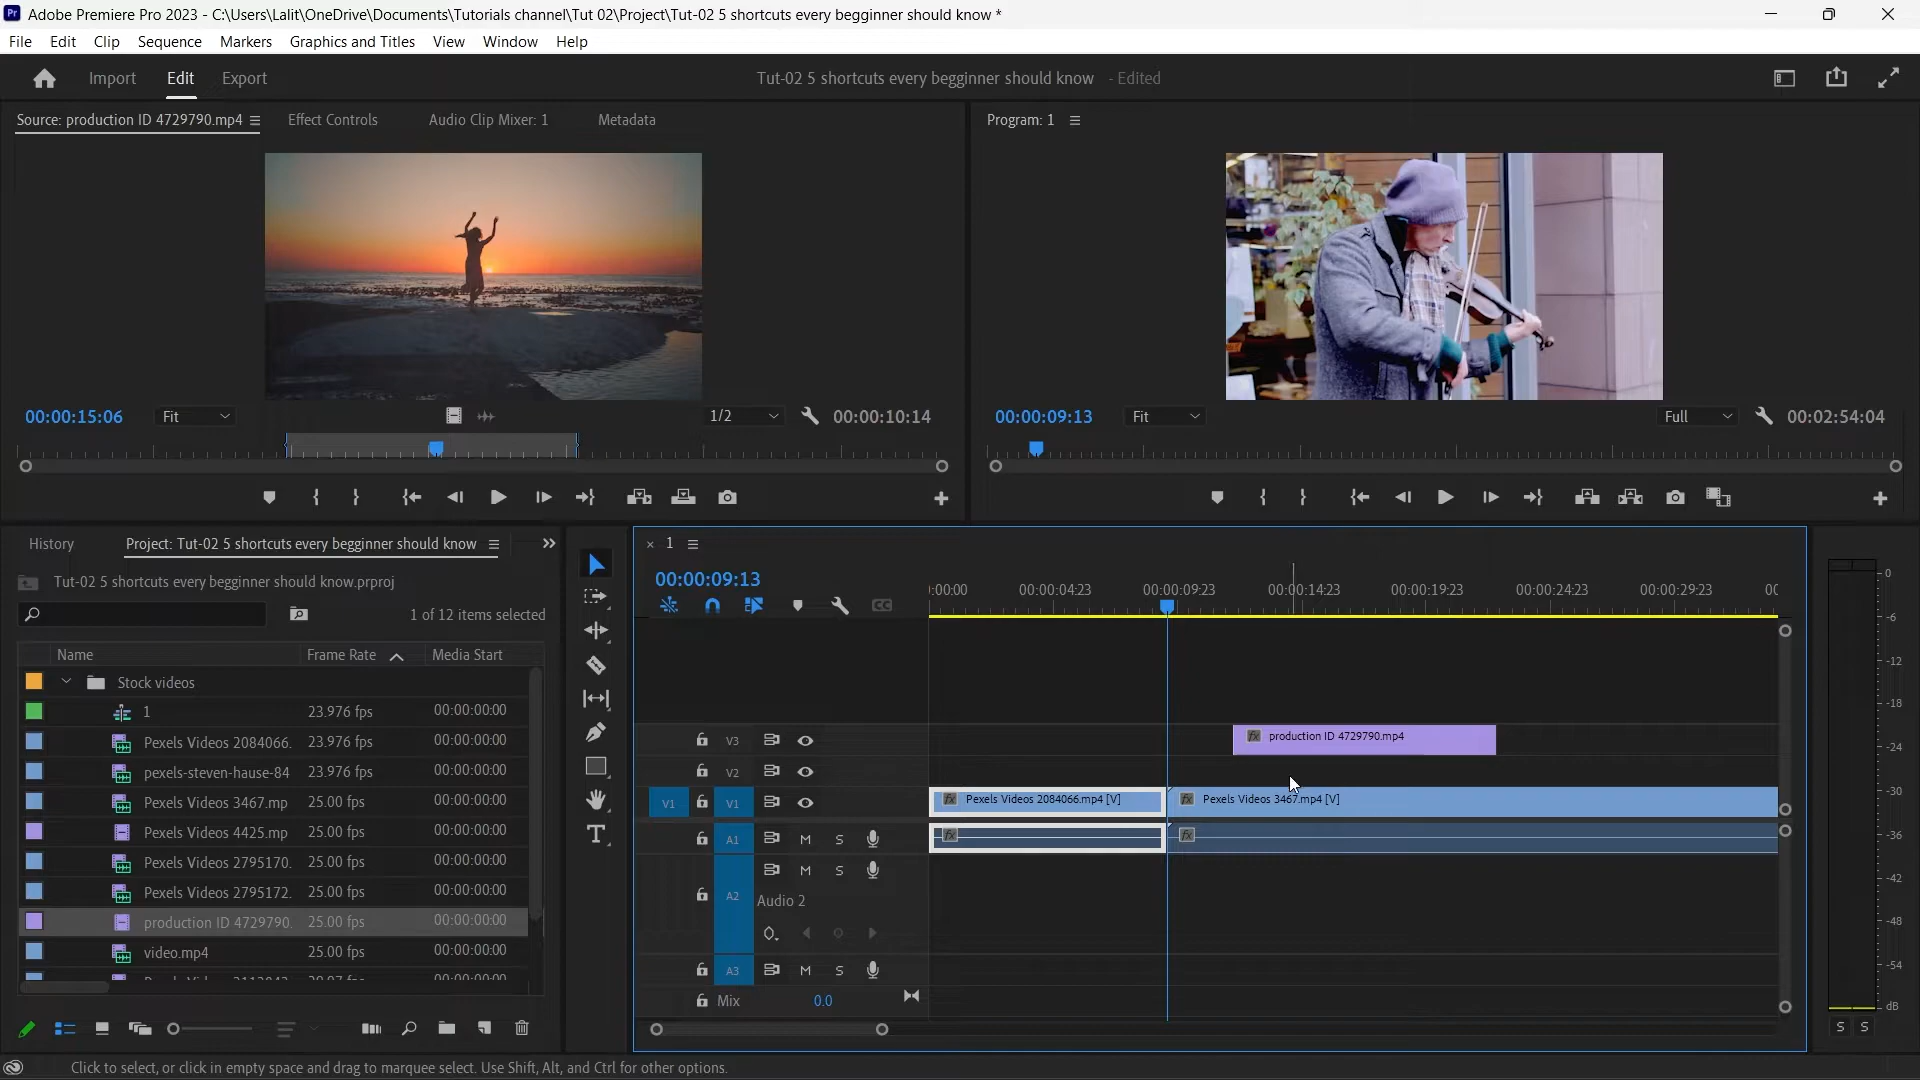 Pr Adobe Premiere Pro 2023 - C:\Users\Lalit\OneDrive\Documents\Tutorials channel\Tut 02\Project\Tut-02 5 shortcuts every begginner should know *
File Edit Clip Sequence Markers Graphics and Titles View Window Help
Import Edit Export
Tut-02 5 shortcuts every begginner should know - Edited
Source: production ID 4729790.mp4 Effect Controls Audio Clip Mixer: 1 Metadata
Program: 1
00:00:15:06 Fit 1/2 00:00:10:14
00:00:09:13 Fit Full 00:02:54:04
History Project: Tut-02 5 shortcuts every begginner should know
Tut-02 5 shortcuts every begginner should know.prproj
1 of 12 items selected
Name Frame Rate Media Start
Stock videos
1 23.976 fps 00:00:00:00
Pexels Videos 2084066. 23.976 fps 00:00:00:00
pexels-steven-hause-84 23.976 fps 00:00:00:00
Pexels Videos 3467.mp 25.00 fps 00:00:00:00
Pexels Videos 4425.mp 25.00 fps 00:00:00:00
Pexels Videos 2795170. 25.00 fps 00:00:00:00
Pexels Videos 2795172. 25.00 fps 00:00:00:00
production ID 4729790. 25.00 fps 00:00:00:00
video.mp4 25.00 fps 00:00:00:00
1
00:00:09:13
:00:00 00:00:04:23 00:00:09:23 00:00:14:23 00:00:19:23 00:00:24:23 00:00:29:23 00
CC
V3 fx production ID 4729790.mp4
V2
V1 V1 fx Pexels Videos 2084066.mp4 [V] fx Pexels Videos 3467.mp4 [V]
A1 M S fx fx
M S
A2
Audio 2
A3 M S
Mix 0.0
0
-6
-12
-18
-24
-30
-36
-42
-48
-54
dB
S S
Click to select, or click in empty space and drag to marquee select. Use Shift, Alt, and Ctrl for other options.